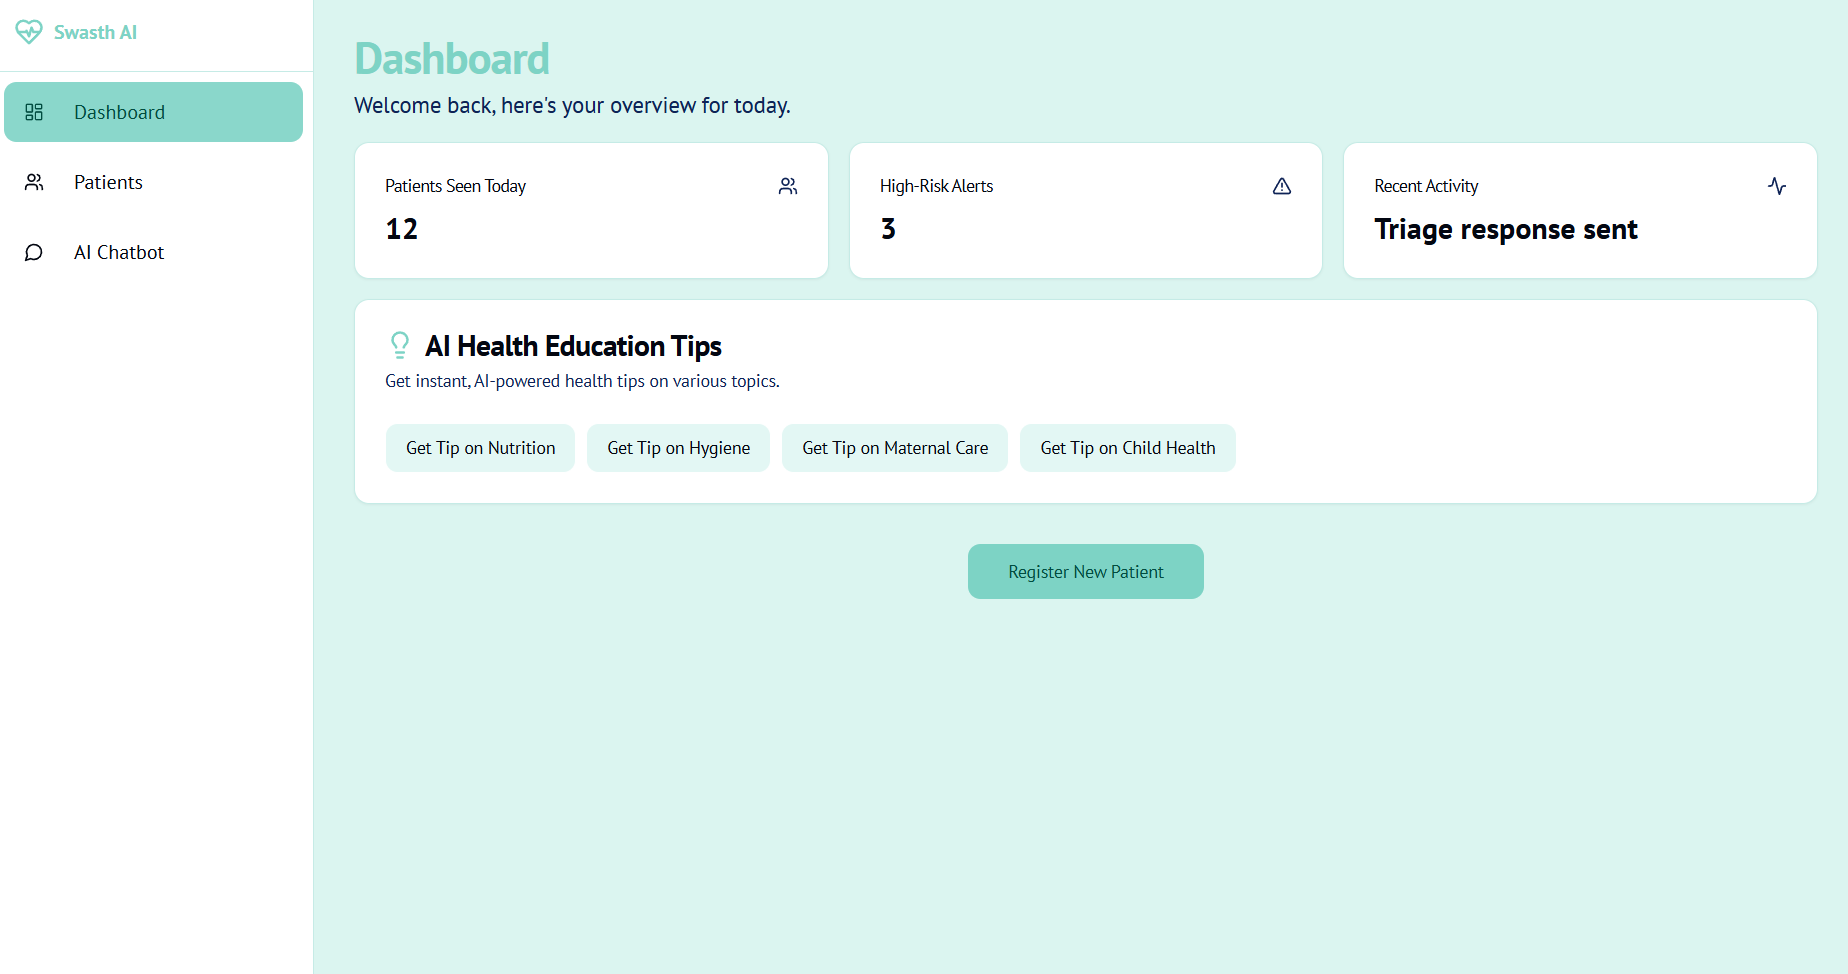 Swasth AI
Dashboard
Patients
AI Chatbot
Dashboard
Welcome back, here's your overview for today.
Patients Seen Today
12
High-Risk Alerts
3
Recent Activity
Triage response sent
AI Health Education Tips
Get instant, AI-powered health tips on various topics.
Get Tip on Nutrition
Get Tip on Hygiene
Get Tip on Maternal Care
Get Tip on Child Health
Register New Patient